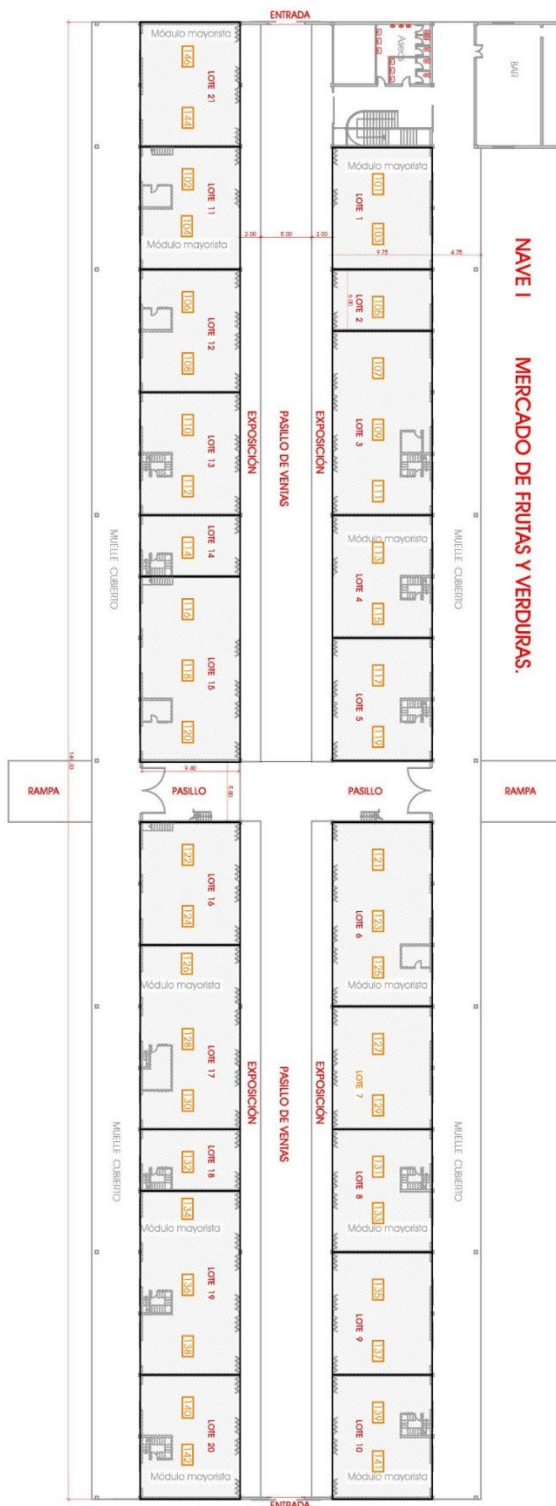 ENTRADA
NAVE I MERCADO DE FRUTAS Y VERDURAS.
BAR
Aseos
Módulo mayorista
146
144
LOTE 21
102
104
LOTE 11
Módulo mayorista
106
108
LOTE 12
110
112
LOTE 13
114
LOTE 14
116
118
120
LOTE 15
MUELLE CUBIERTO
EXPOSICIÓN
PASILLO DE VENTAS
EXPOSICIÓN
2.00
5.00
2.00
9.75
4.75
Módulo mayorista
101
103
LOTE 1
105
LOTE 2
5.00
107
109
111
LOTE 3
Módulo mayorista
113
115
LOTE 4
117
119
LOTE 5
MUELLE CUBIERTO
RAMPA
9.80
PASILLO
PASILLO
RAMPA
122
124
LOTE 16
126
Módulo mayorista
128
130
LOTE 17
132
LOTE 18
134
Módulo mayorista
136
138
LOTE 19
140
142
LOTE 20
Módulo mayorista
MUELLE CUBIERTO
EXPOSICIÓN
PASILLO DE VENTAS
EXPOSICIÓN
121
123
125
LOTE 6
Módulo mayorista
127
129
LOTE 7
131
133
LOTE 8
Módulo mayorista
135
137
LOTE 9
139
141
LOTE 10
Módulo mayorista
MUELLE CUBIERTO
ENTRADA